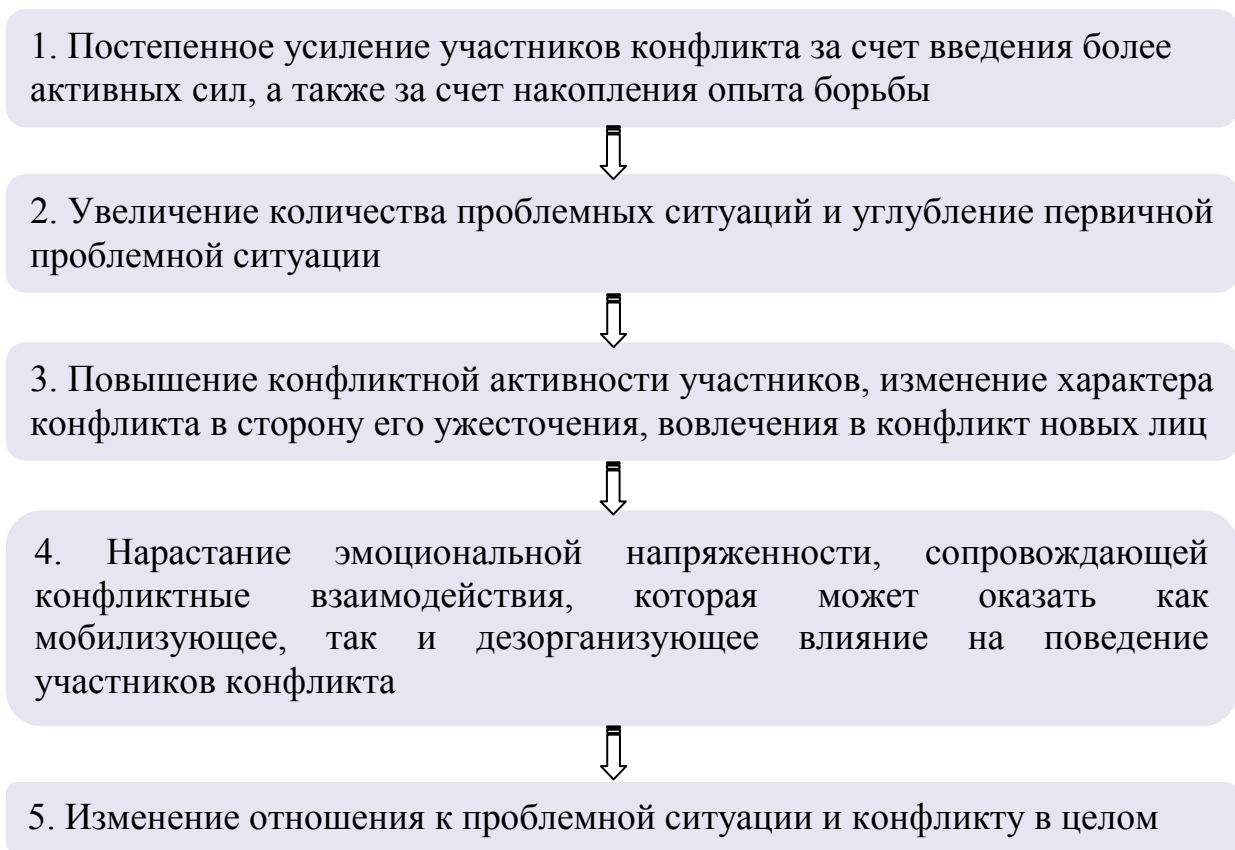 1. Постепенное усиление участников конфликта за счет введения более
активных сил, а также за счет накопления опыта борьбы
2. Увеличение количества проблемных ситуаций и углубление первичной
проблемной ситуации
3. Повышение конфликтной активности участников, изменение характера
конфликта в сторону его ужесточения, вовлечения в конфликт новых лиц
4. Нарастание эмоциональной напряженности, сопровождающей
конфликтные взаимодействия, которая может оказать как
мобилизующее, так и дезорганизующее влияние на поведение
участников конфликта
5. Изменение отношения к проблемной ситуации и конфликту в целом